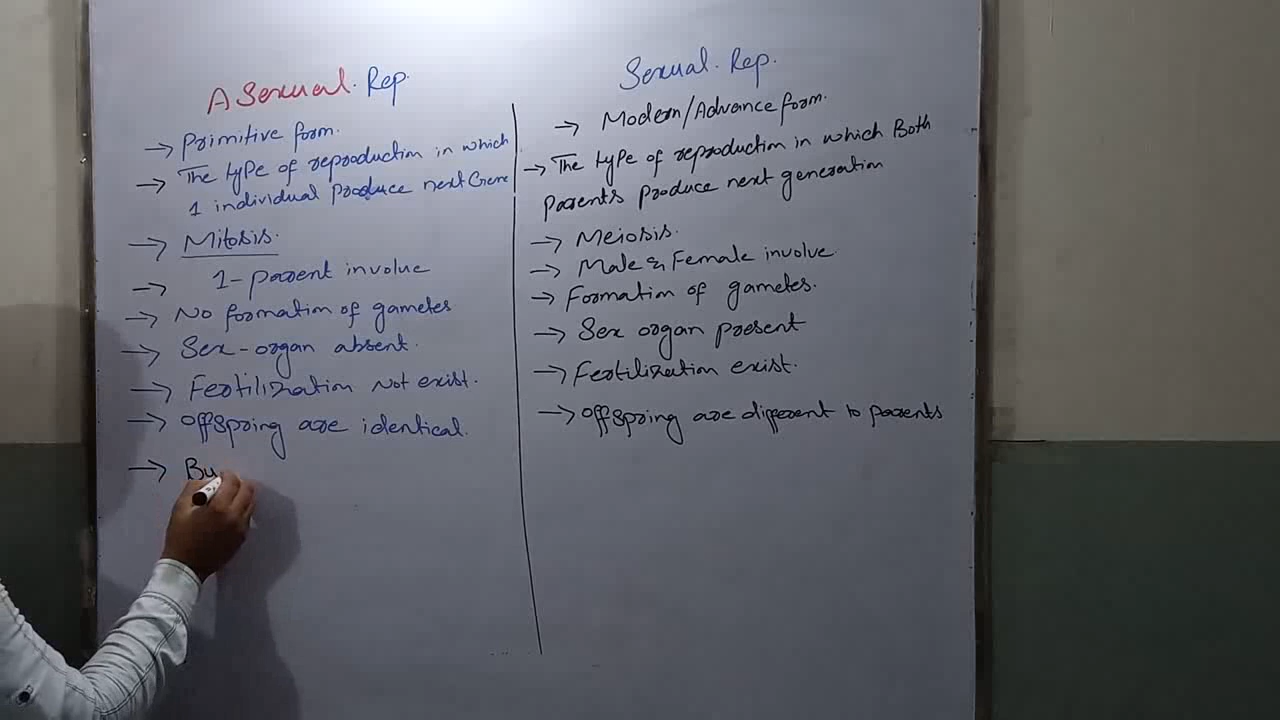 A Sexual. Rep.
→ Primitive form.
→ The type of reproduction in which
1 individual Produce next Gene
→ Mitosis.
→ 1-parent involve
→ No formation of gametes
→ Sex-organ absent.
→ Fertilization Not exist.
→ Offspring are identical.
→ Bu
Sexual. Rep.
→ Modern/Advance form.
→ The type of reproduction in which Both
parents produce next generation
→ Meiosis.
→ Male & Female involve.
→ Formation of gametes.
→ Sex organ present
→ Fertilization exist.
→ Offspring are different to parents